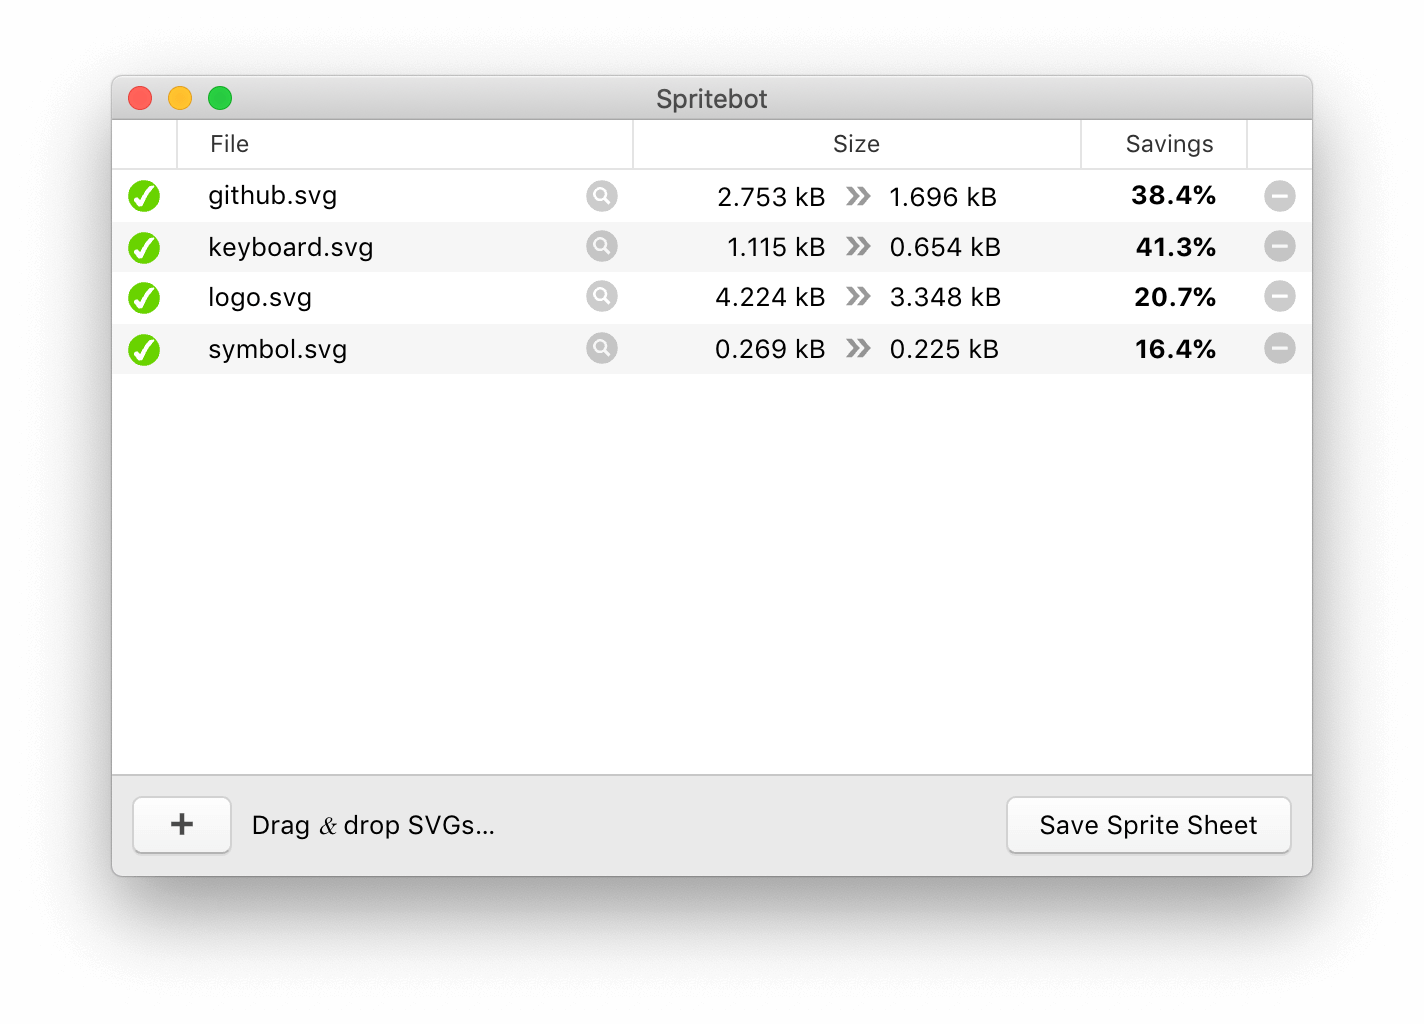 Spritebot
File Size Savings
github.svg 2.753 kB » 1.696 kB 38.4%
keyboard.svg 1.115 kB » 0.654 kB 41.3%
logo.svg 4.224 kB » 3.348 kB 20.7%
symbol.svg 0.269 kB » 0.225 kB 16.4%
+ Drag & drop SVGs... Save Sprite Sheet